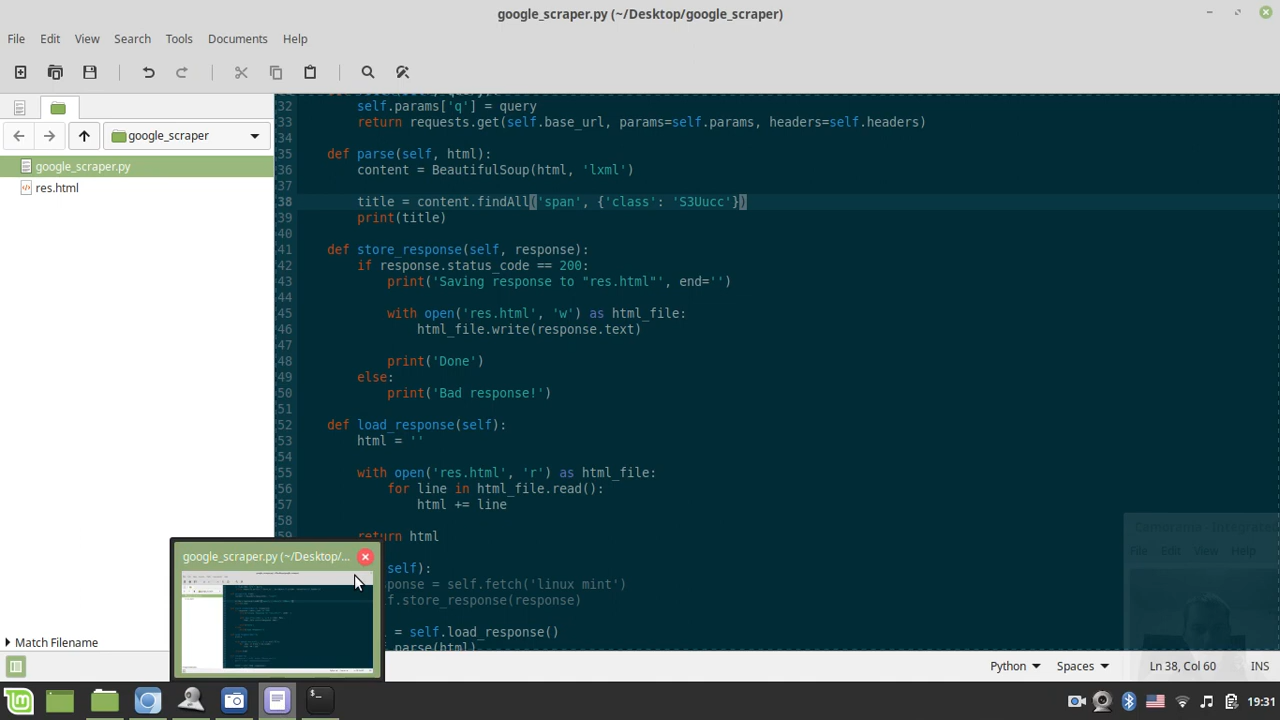 google_scraper.py (~/Desktop/google_scraper)
File Edit View Search Tools Documents Help
google_scraper
google_scraper.py
res.html
32 self.params['q'] = query
33 return requests.get(self.base_url, params=self.params, headers=self.headers)
34
35 def parse(self, html):
36 content = BeautifulSoup(html, 'lxml')
37
38 title = content.findAll('span', {'class': 'S3Uucc'})
39 print(title)
40
41 def store_response(self, response):
42 if response.status_code == 200:
43 print('Saving response to "res.html"', end='')
44
45 with open('res.html', 'w') as html_file:
46 html_file.write(response.text)
47
48 print('Done')
49 else:
50 print('Bad response!')
51
52 def load_response(self):
53 html = ''
54
55 with open('res.html', 'r') as html_file:
56 for line in html_file.read():
57 html += line
58
59 return html
self):
ponse = self.fetch('linux mint')
f.store_response(response)
= self.load_response()
parse(html)
google_scraper.py (~/Desktop/...
File Edit View Help
Match Filename
Python Spaces Ln 38, Col 60 INS
19:31